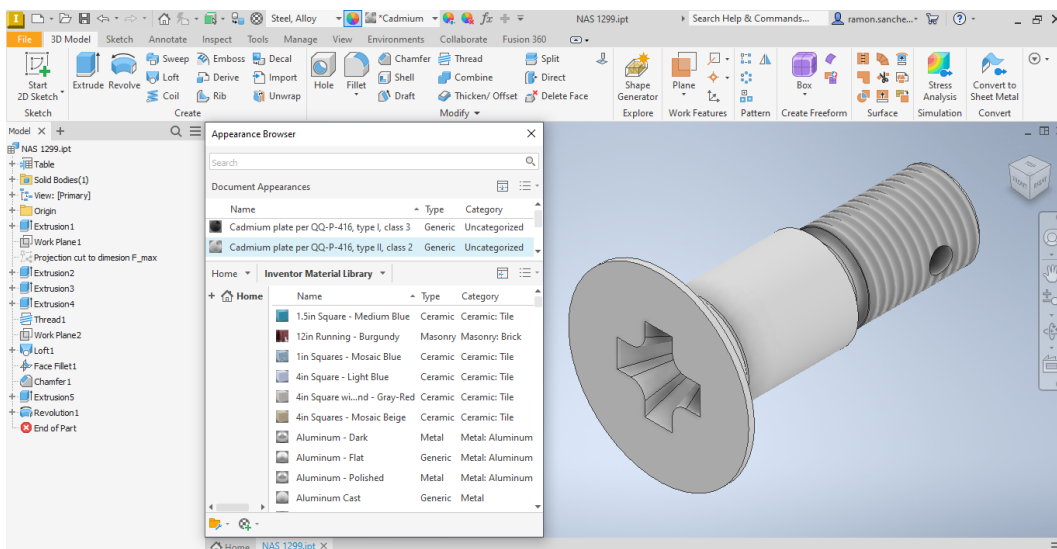 Steel, Alloy
*Cadmium
fx
NAS 1299.ipt
Search Help & Commands...
ramon.sanche...
File 3D Model Sketch Annotate Inspect Tools Manage View Environments Collaborate Fusion 360
Start
2D Sketch
Extrude Revolve
Sweep Emboss Decal
Loft Derive Import
Coil Rib Unwrap
Hole Fillet
Chamfer Thread Split
Shell Combine Direct
Draft Thicken/ Offset Delete Face
Shape
Generator
Plane
Box
Stress
Analysis
Convert to
Sheet Metal
Sketch Create Modify Explore Work Features Pattern Create Freeform Surface Simulation Convert
Model
NAS 1299.ipt
Table
Solid Bodies(1)
View: [Primary]
Origin
Extrusion1
Work Plane1
Projection cut to dimesion F_max
Extrusion2
Extrusion3
Extrusion4
Thread1
Work Plane2
Loft1
Face Fillet1
Chamfer1
Extrusion5
Revolution1
End of Part
Appearance Browser
Search
Document Appearances
Name Type Category
Cadmium plate per QQ-P-416, type I, class 3 Generic Uncategorized
Cadmium plate per QQ-P-416, type II, class 2 Generic Uncategorized
Home Inventor Material Library
Home
Name Type Category
1.5in Square - Medium Blue Ceramic Ceramic: Tile
12in Running - Burgundy Masonry Masonry: Brick
1in Squares - Mosaic Blue Ceramic Ceramic: Tile
4in Square - Light Blue Ceramic Ceramic: Tile
4in Square wi...nd - Gray-Red Ceramic Ceramic: Tile
4in Squares - Mosaic Beige Ceramic Ceramic: Tile
Aluminum - Dark Metal Metal: Aluminum
Aluminum - Flat Generic Metal: Aluminum
Aluminum - Polished Metal Metal: Aluminum
Aluminum Cast Generic Metal
FRONT RIGHT
Home NAS 1299.ipt